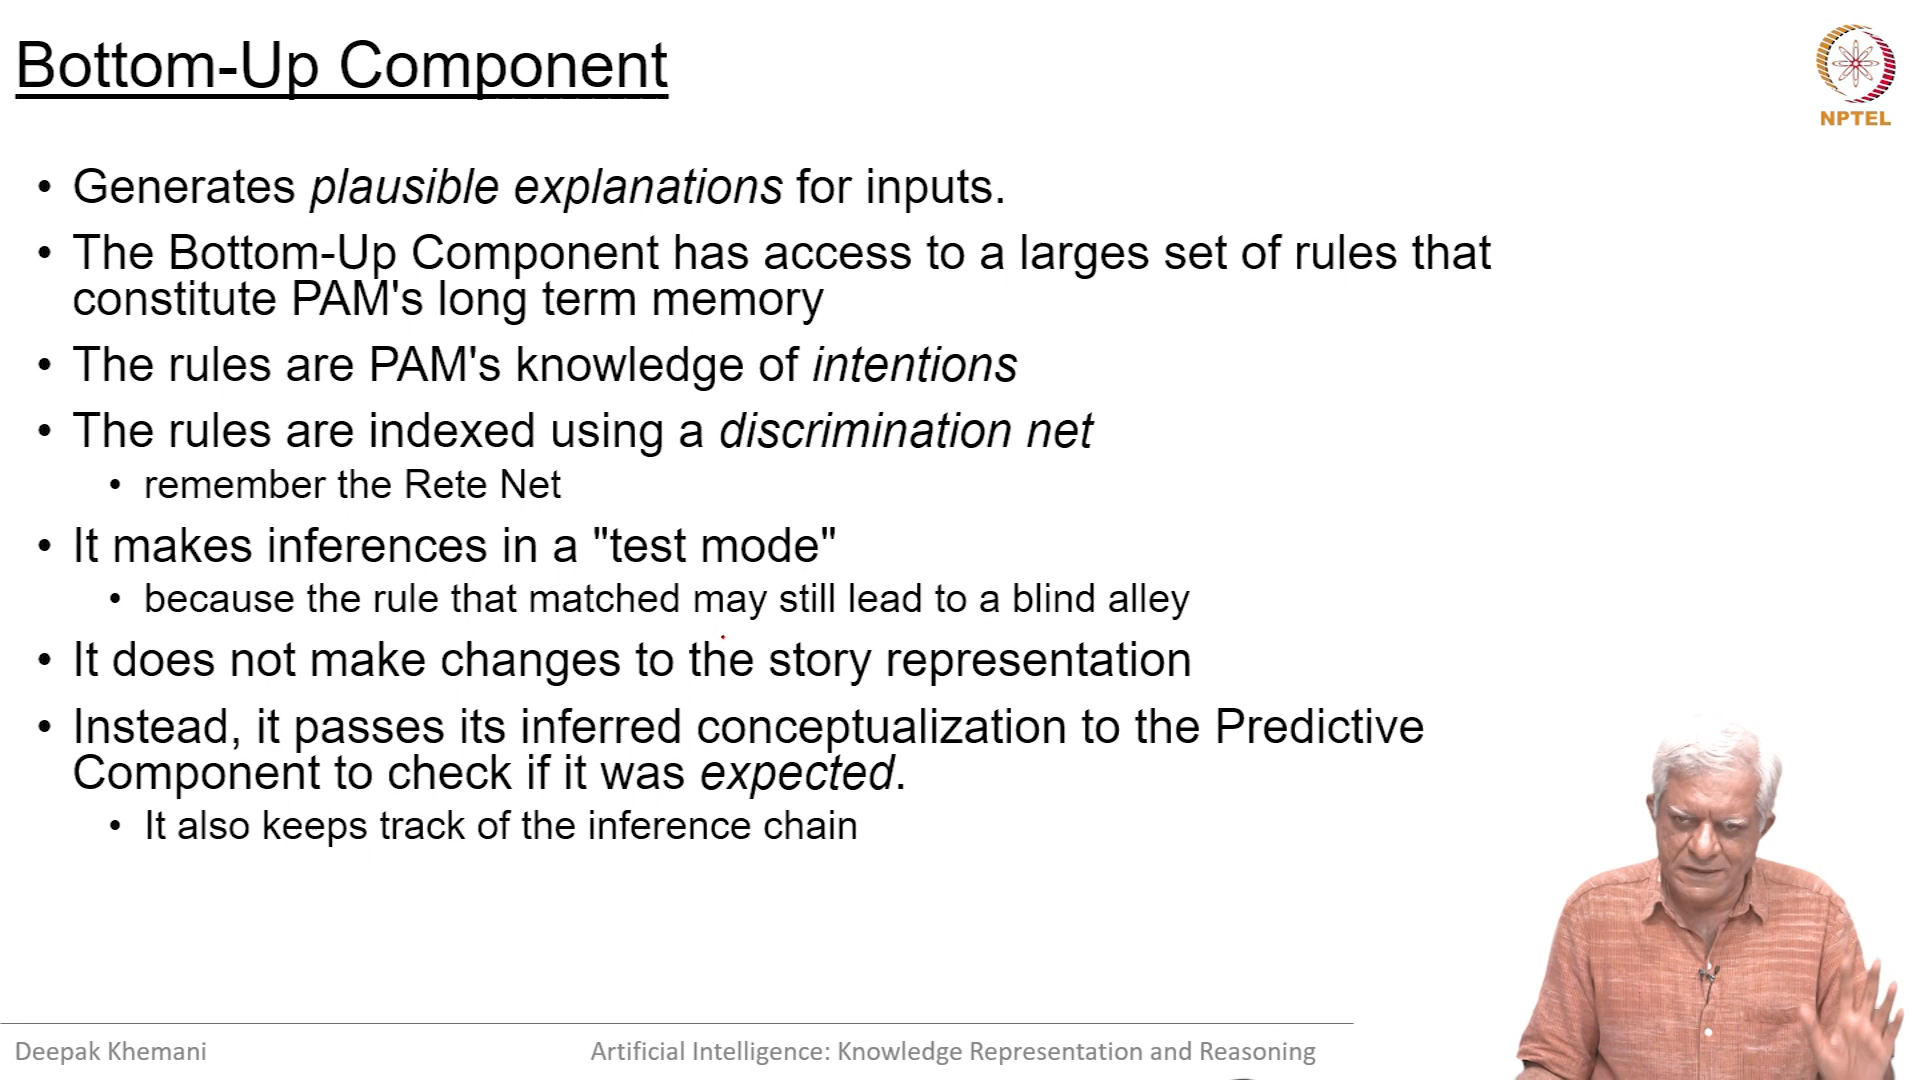 Bottom-Up Component
NPTEL
• Generates plausible explanations for inputs.
• The Bottom-Up Component has access to a larges set of rules that
constitute PAM's long term memory
• The rules are PAM's knowledge of intentions
• The rules are indexed using a discrimination net
• remember the Rete Net
• It makes inferences in a "test mode"
• because the rule that matched may still lead to a blind alley
• It does not make changes to the story representation
• Instead, it passes its inferred conceptualization to the Predictive
Component to check if it was expected.
• It also keeps track of the inference chain
Deepak Khemani
Artificial Intelligence: Knowledge Representation and Reasoning